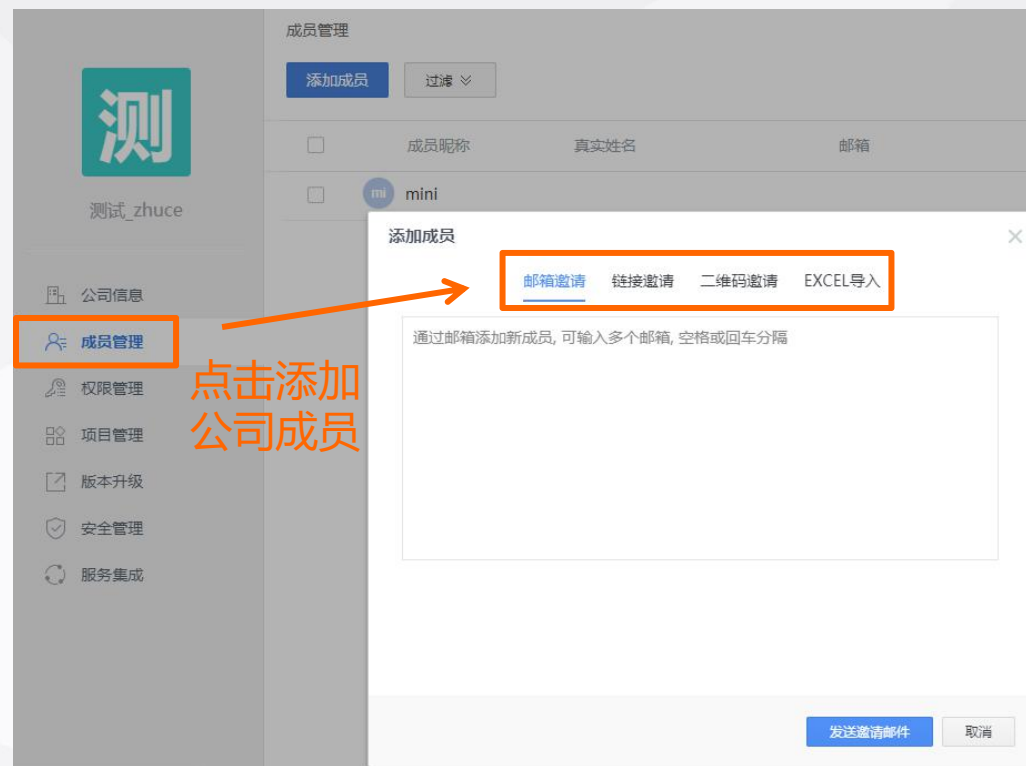 成员管理
添加成员
过滤
测
成员昵称
真实姓名
邮箱
mi
mini
测试_zhuce
添加成员
邮箱邀请
链接邀请
二维码邀请
EXCEL导入
公司信息
成员管理
权限管理
项目管理
版本升级
安全管理
服务集成
点击添加
公司成员
通过邮箱添加新成员, 可输入多个邮箱, 空格或回车分隔
发送邀请邮件
取消